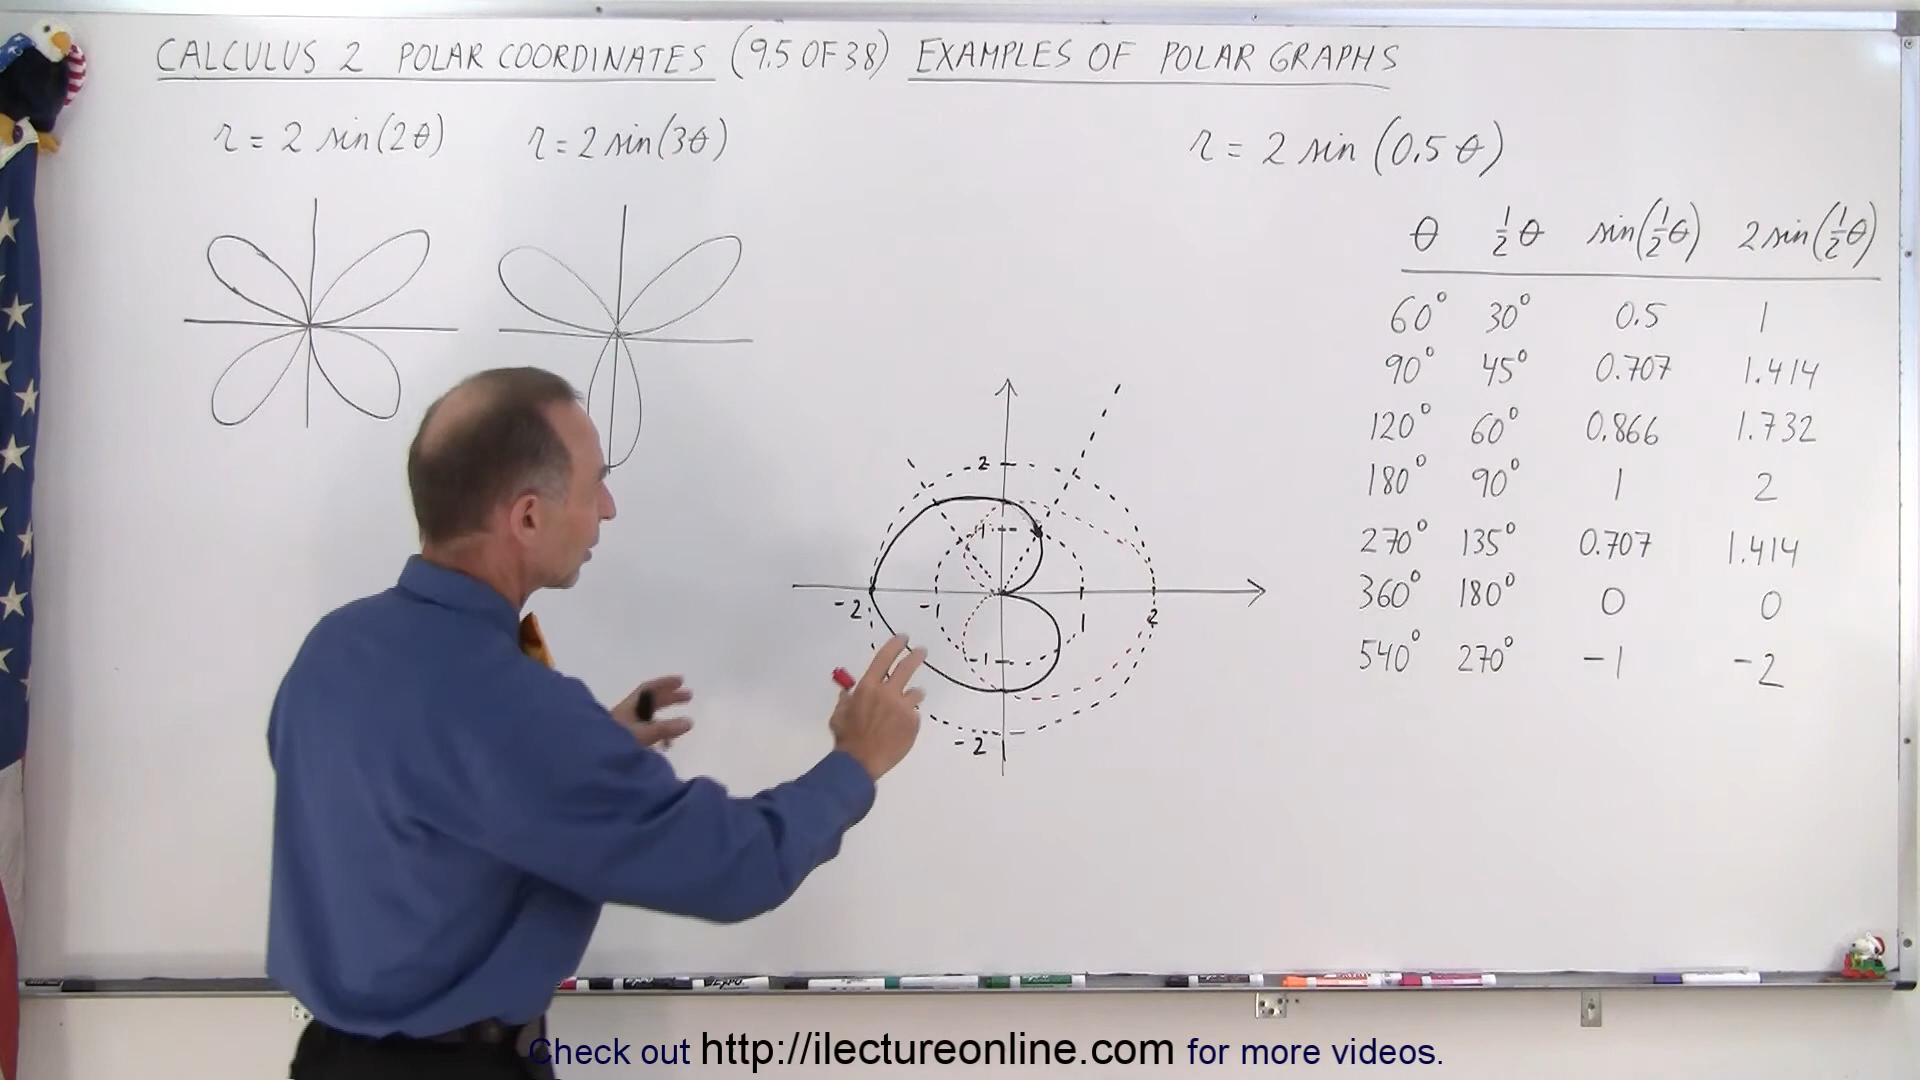 CALCULUS 2 POLAR COORDINATES (9.5 OF 38) EXAMPLES OF POLAR GRAPHS
r = 2 sin(2θ) r = 2 sin(3θ) r = 2 sin (0.5 θ)
θ ½θ sin(½θ) 2 sin(½θ)
60° 30° 0.5 1
90° 45° 0.707 1.414
120° 60° 0.866 1.732
180° 90° 1 2
270° 135° 0.707 1.414
360° 180° 0 0
540° 270° -1 -2
2
1
-2 -1 1 2
-1
-2
Check out http://ilectureonline.com for more videos.